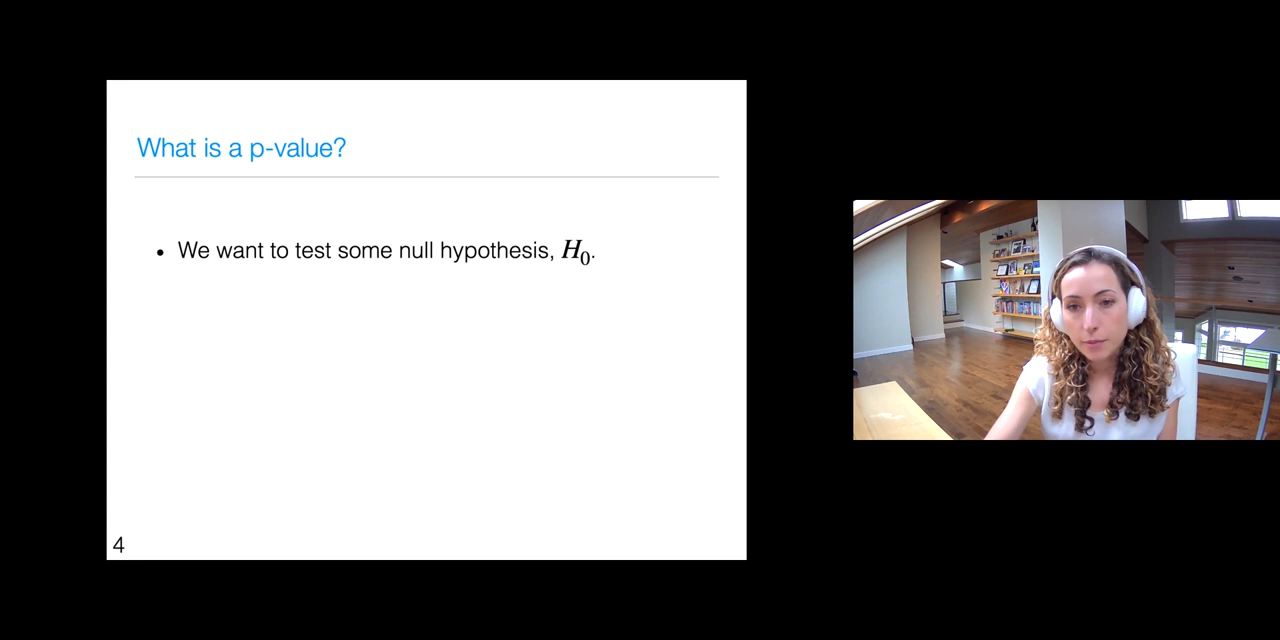 What is a p-value?
• We want to test some null hypothesis, H₀.
4